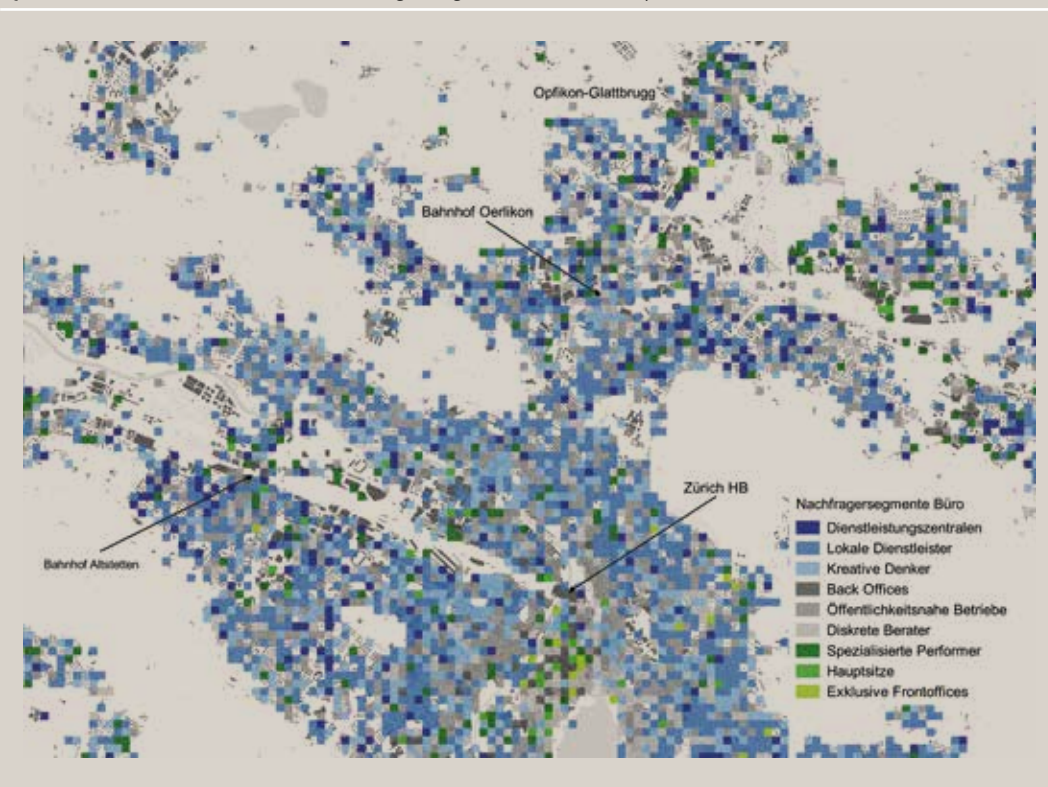 Opfikon-Glattbrugg
Bahnhof Oerlikon
Zürich HB
Bahnhof Altstetten
Nachfragersegmente Büro
Dienstleistungszentralen
Lokale Dienstleister
Kreative Denker
Back Offices
Öffentlichkeitsnahe Betriebe
Diskrete Berater
Spezialisierte Performer
Hauptsitze
Exklusive Frontoffices